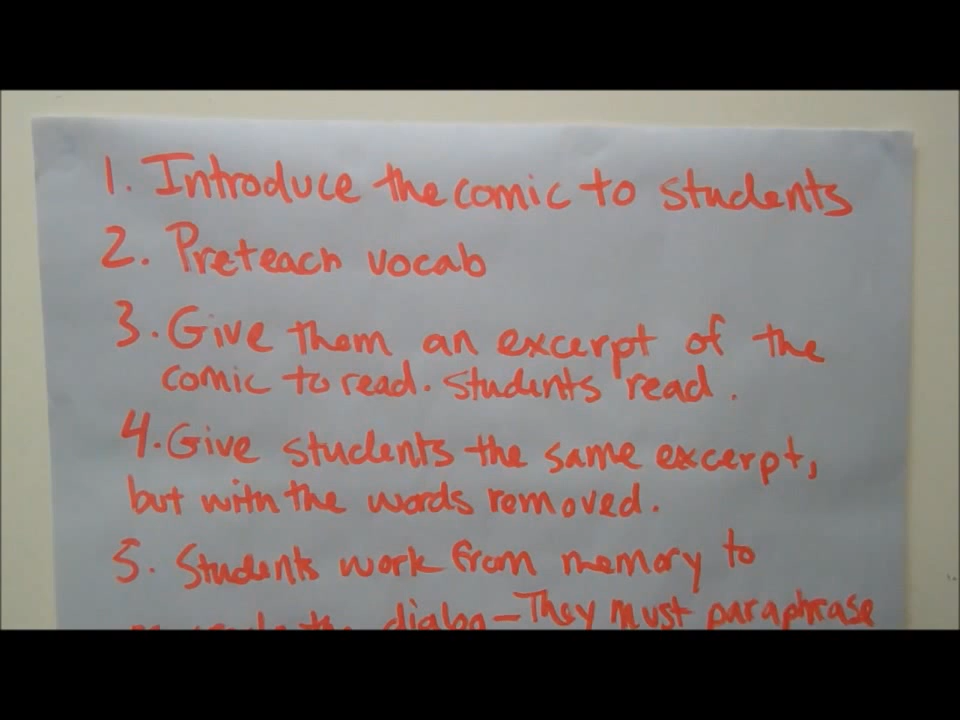 1. Introduce the comic to students
2. Preteach vocab
3. Give them an excerpt of the
comic to read. Students read.
4. Give students the same excerpt,
but with the words removed.
5. Students work from memory to
the dialog - They must paraphrase